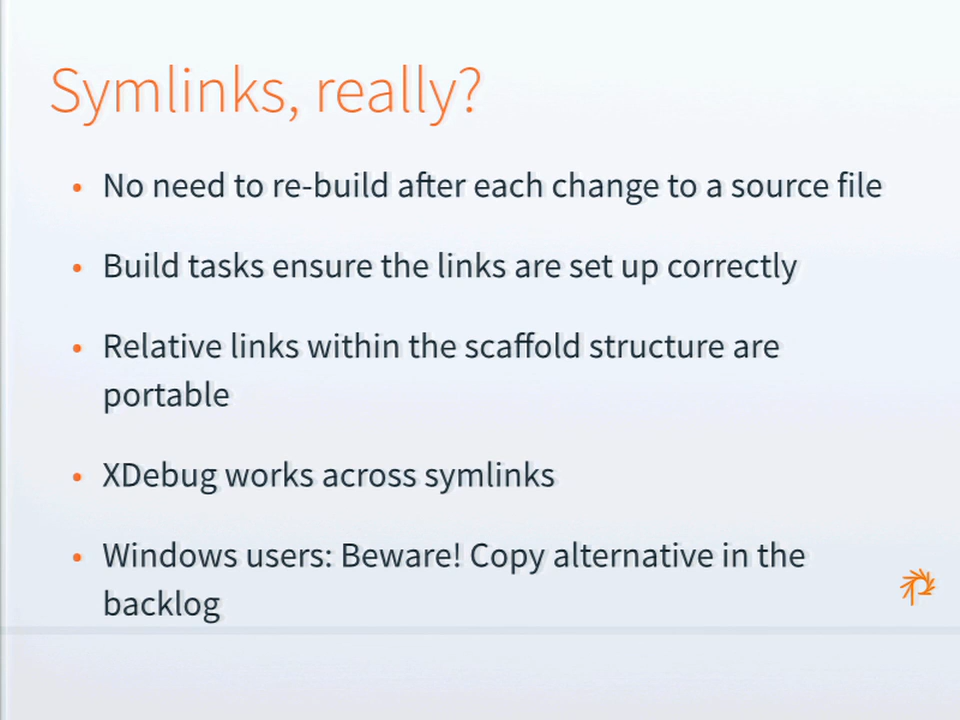 Symlinks, really?
• No need to re-build after each change to a source file
• Build tasks ensure the links are set up correctly
• Relative links within the scaffold structure are
portable
• XDebug works across symlinks
• Windows users: Beware! Copy alternative in the
backlog